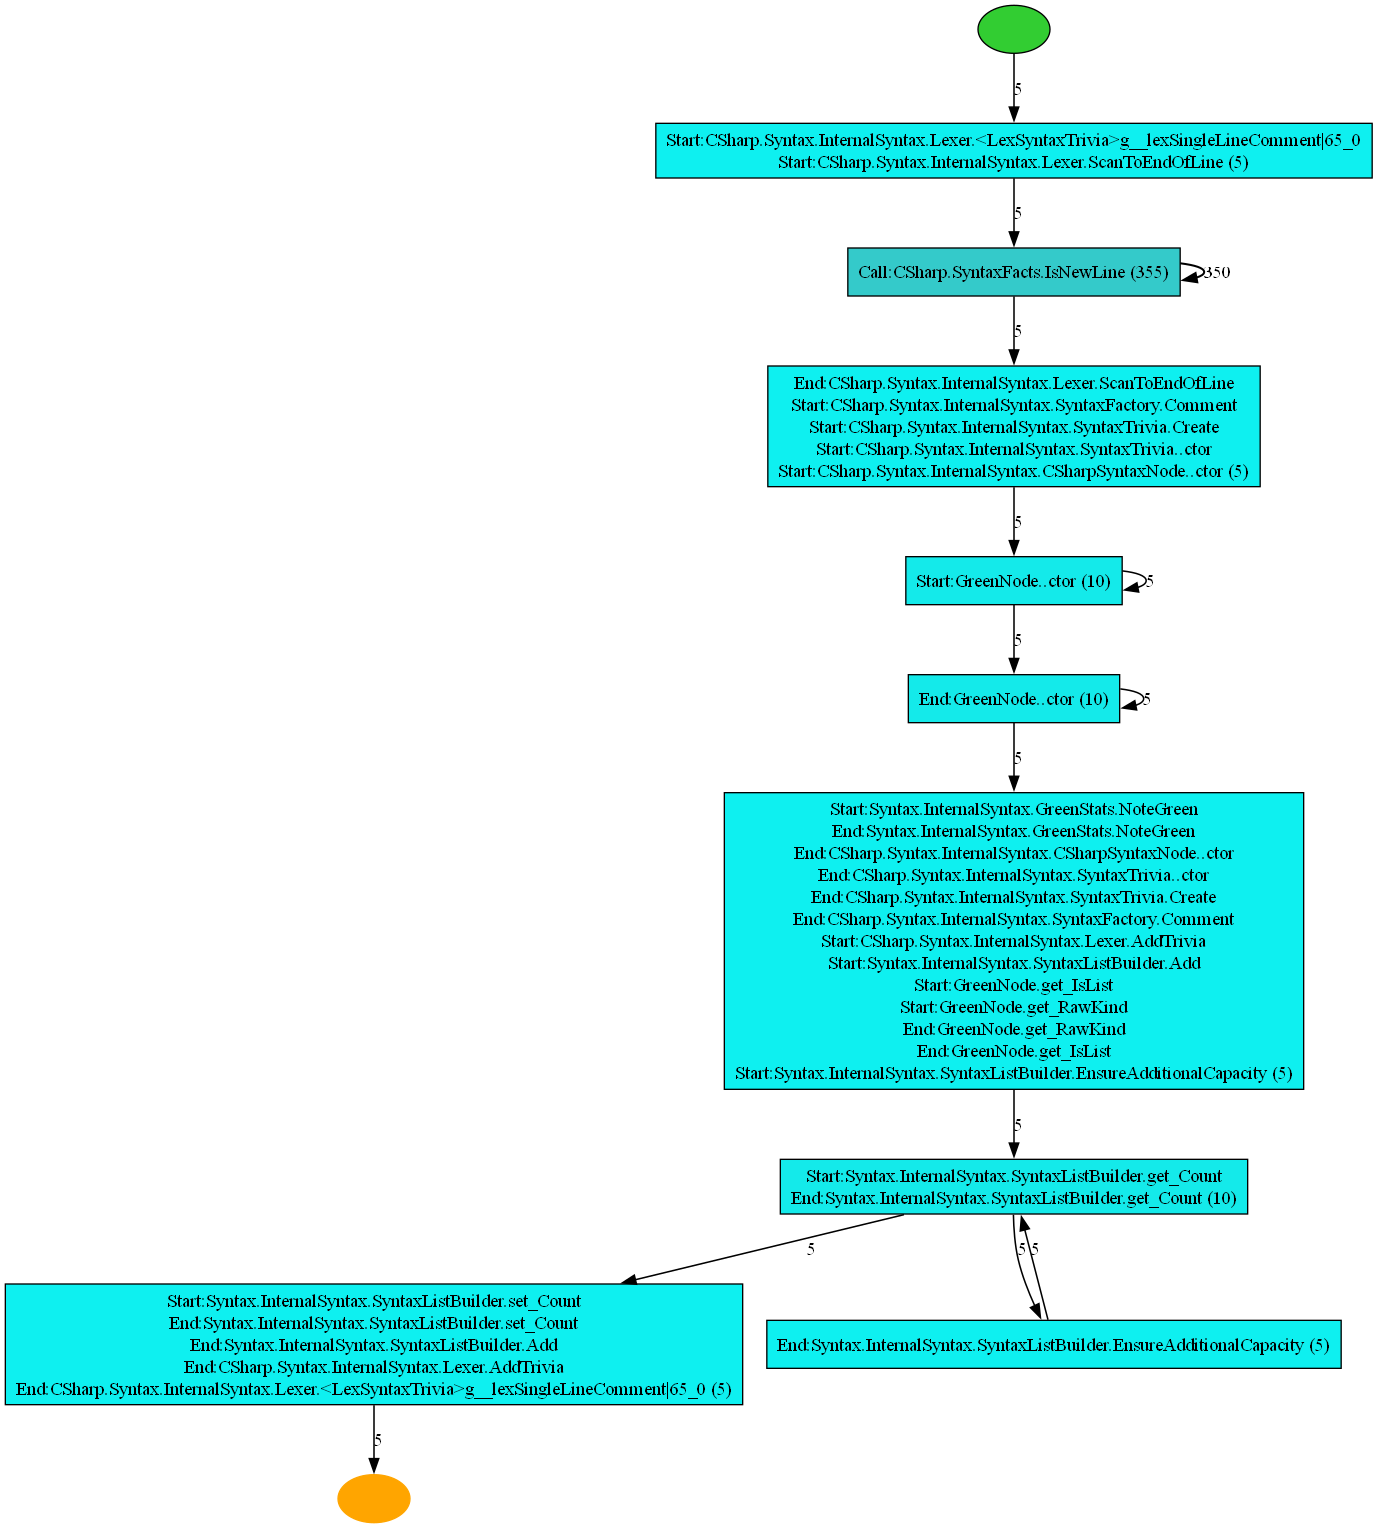 5
Start:CSharp.Syntax.InternalSyntax.Lexer.<LexSyntaxTrivia>g__lexSingleLineComment|65_0
Start:CSharp.Syntax.InternalSyntax.Lexer.ScanToEndOfLine (5)
5
Call:CSharp.SyntaxFacts.IsNewLine (355)
350
5
End:CSharp.Syntax.InternalSyntax.Lexer.ScanToEndOfLine
Start:CSharp.Syntax.InternalSyntax.SyntaxFactory.Comment
Start:CSharp.Syntax.InternalSyntax.SyntaxTrivia.Create
Start:CSharp.Syntax.InternalSyntax.SyntaxTrivia..ctor
Start:CSharp.Syntax.InternalSyntax.CSharpSyntaxNode..ctor (5)
5
Start:GreenNode..ctor (10)
5
5
End:GreenNode..ctor (10)
5
5
Start:Syntax.InternalSyntax.GreenStats.NoteGreen
End:Syntax.InternalSyntax.GreenStats.NoteGreen
End:CSharp.Syntax.InternalSyntax.CSharpSyntaxNode..ctor
End:CSharp.Syntax.InternalSyntax.SyntaxTrivia..ctor
End:CSharp.Syntax.InternalSyntax.SyntaxTrivia.Create
End:CSharp.Syntax.InternalSyntax.SyntaxFactory.Comment
Start:CSharp.Syntax.InternalSyntax.Lexer.AddTrivia
Start:Syntax.InternalSyntax.SyntaxListBuilder.Add
Start:GreenNode.get_IsList
Start:GreenNode.get_RawKind
End:GreenNode.get_RawKind
End:GreenNode.get_IsList
Start:Syntax.InternalSyntax.SyntaxListBuilder.EnsureAdditionalCapacity (5)
5
Start:Syntax.InternalSyntax.SyntaxListBuilder.get_Count
End:Syntax.InternalSyntax.SyntaxListBuilder.get_Count (10)
5
5
5
Start:Syntax.InternalSyntax.SyntaxListBuilder.set_Count
End:Syntax.InternalSyntax.SyntaxListBuilder.set_Count
End:Syntax.InternalSyntax.SyntaxListBuilder.Add
End:CSharp.Syntax.InternalSyntax.Lexer.AddTrivia
End:CSharp.Syntax.InternalSyntax.Lexer.<LexSyntaxTrivia>g__lexSingleLineComment|65_0 (5)
End:Syntax.InternalSyntax.SyntaxListBuilder.EnsureAdditionalCapacity (5)
5